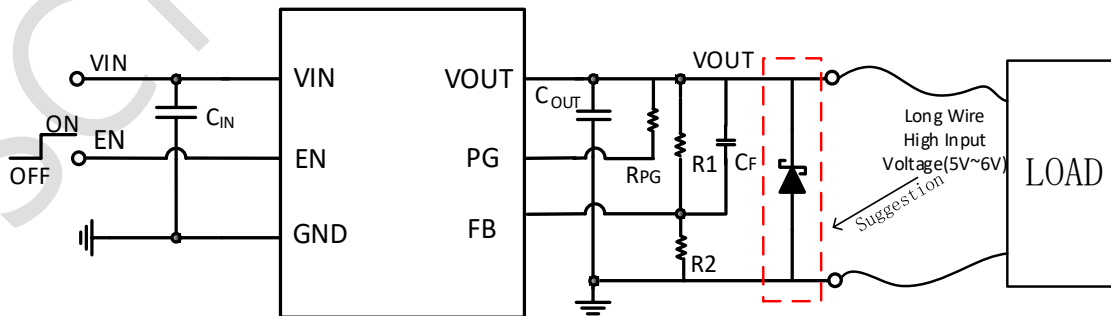 VIN
ON
EN
OFF
CIN
VIN
EN
GND
VOUT
PG
FB
COUT
RPG
VOUT
R1
CF
R2
Long Wire
High Input
Voltage(5V~6V)
Suggestion
LOAD